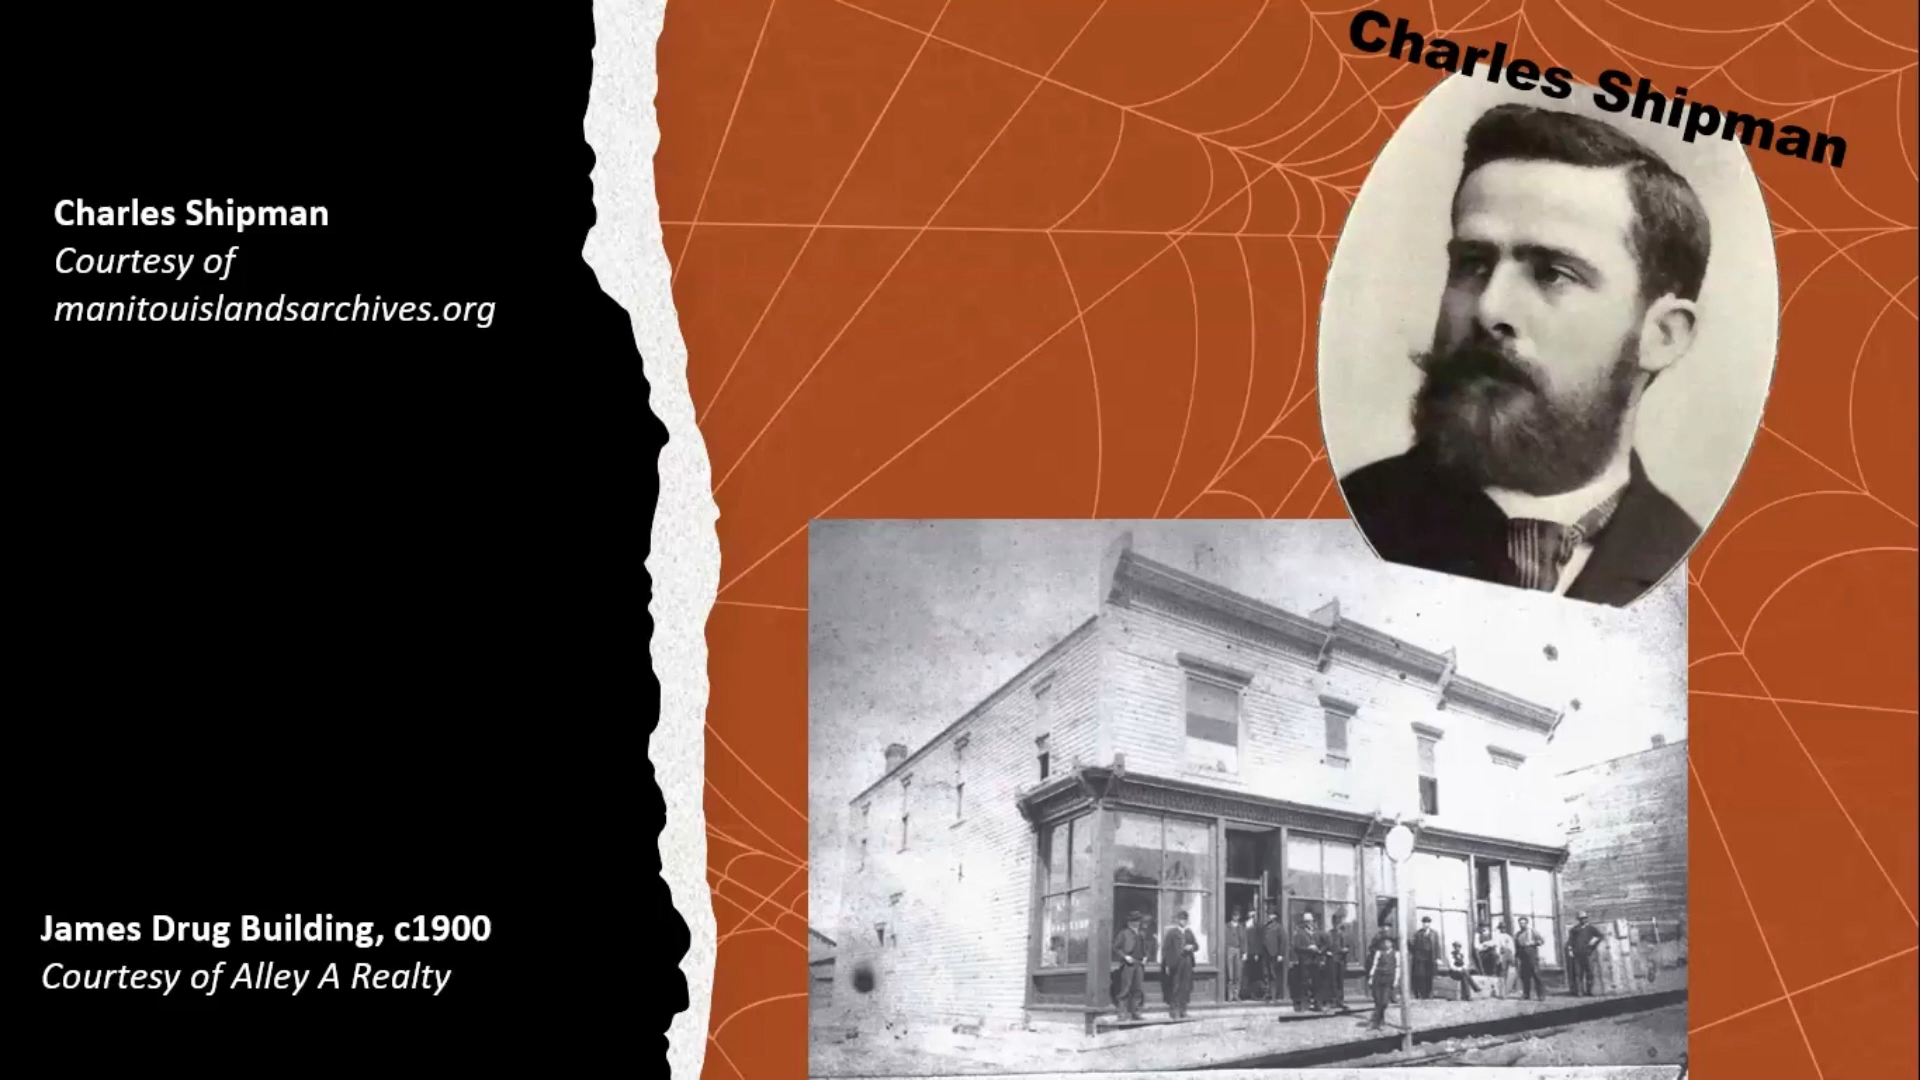 Charles Shipman
Charles Shipman
Courtesy of
manitouislandsarchives.org
James Drug Building, c1900
Courtesy of Alley A Realty